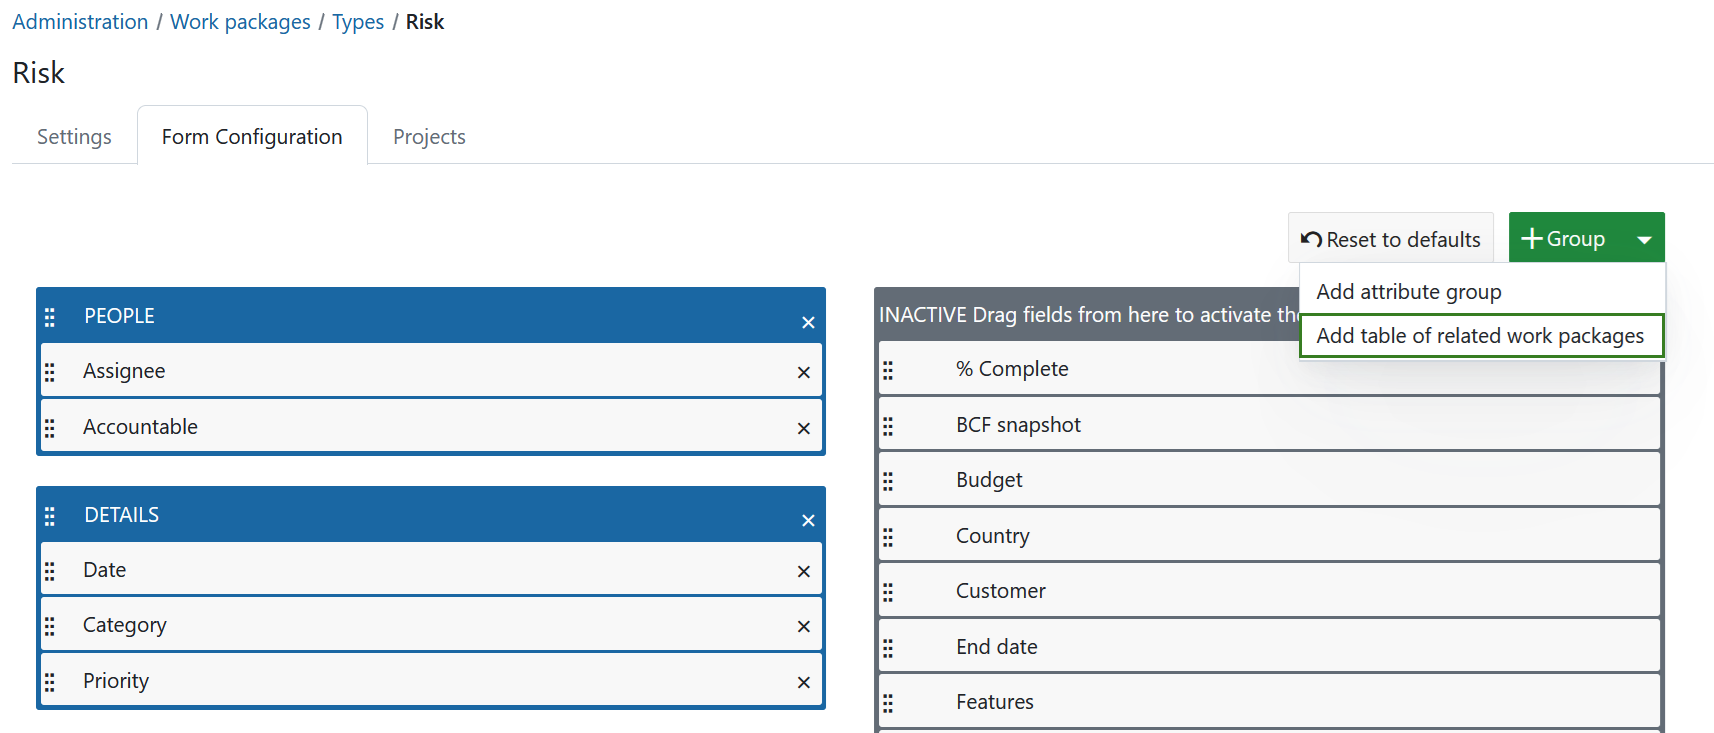 Administration / Work packages / Types / Risk
Risk
Settings
Form Configuration
Projects
Reset to defaults
Group
Add attribute group
Add table of related work packages
PEOPLE
Assignee
Accountable
DETAILS
Date
Category
Priority
INACTIVE Drag fields from here to activate
% Complete
BCF snapshot
Budget
Country
Customer
End date
Features